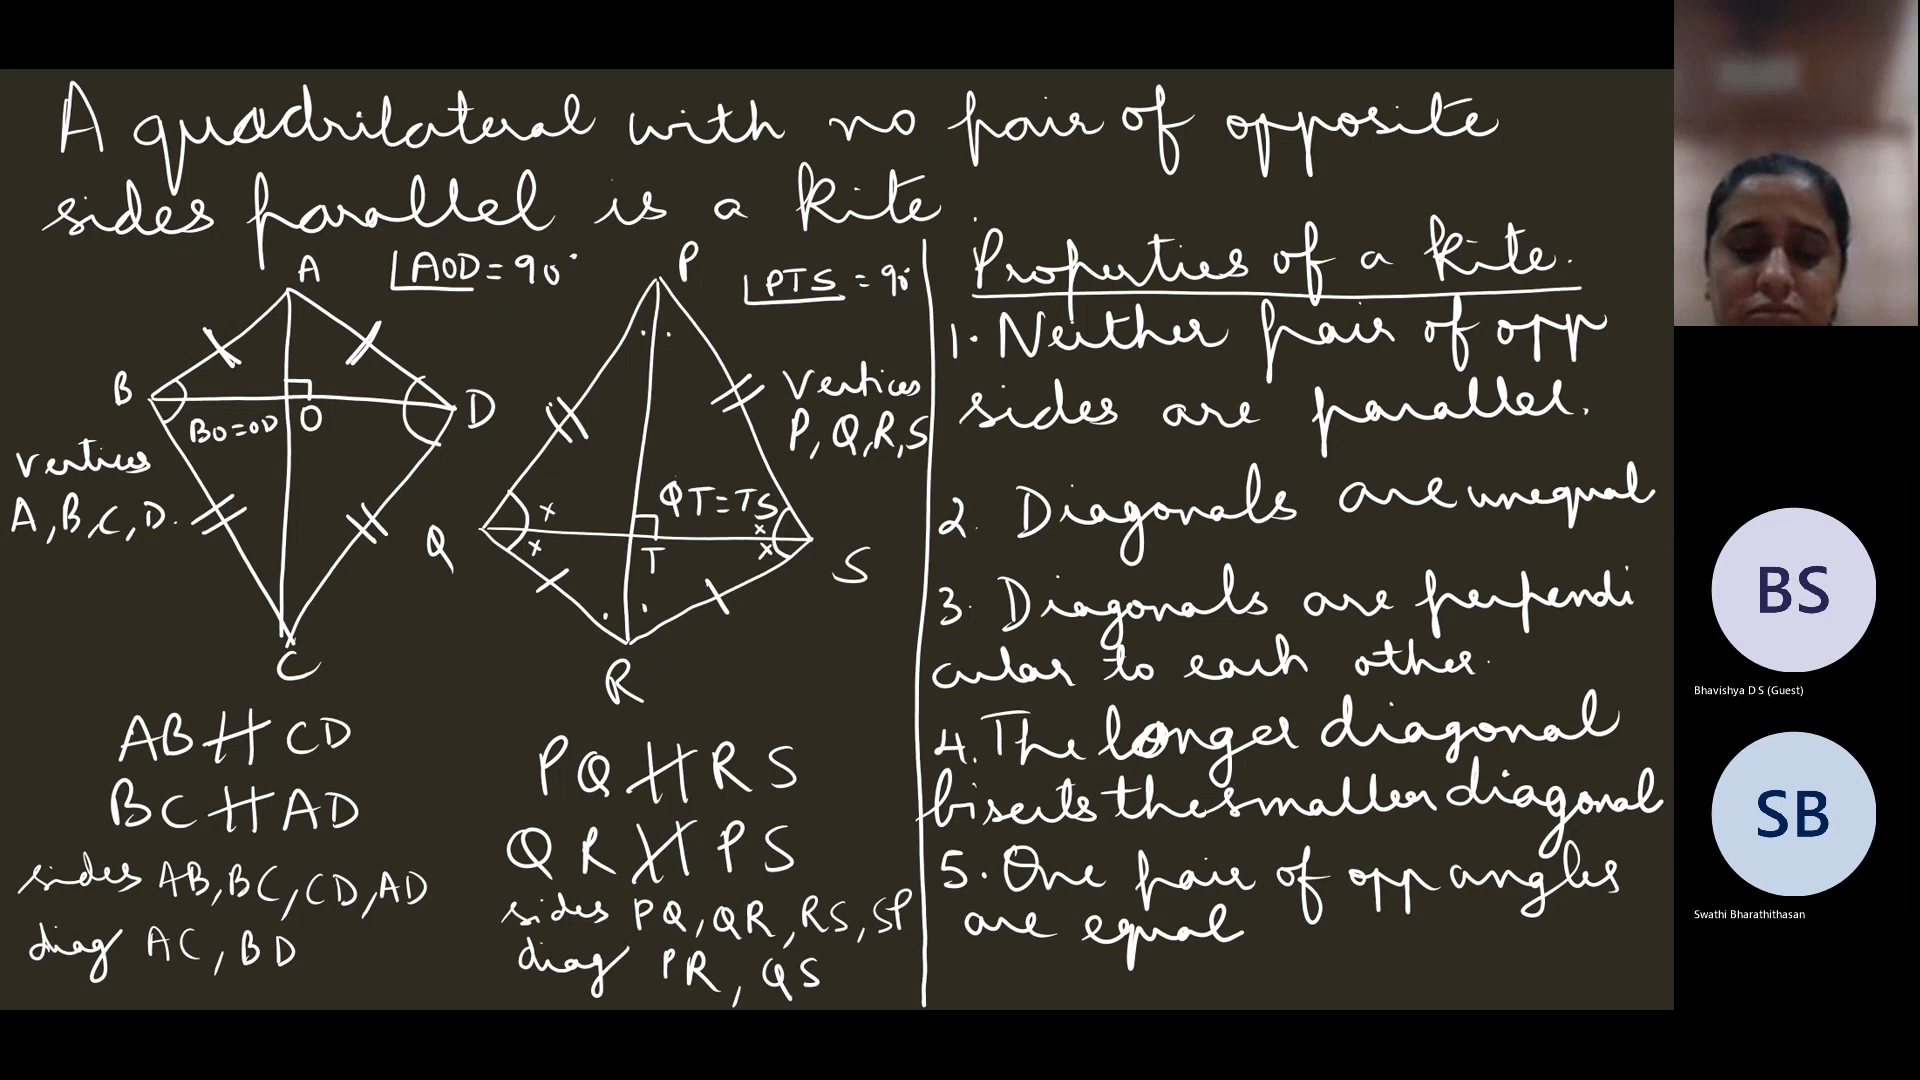 A quadrilateral with no pair of opposite
sides parallel is a kite
A
∠AOD = 90°
B
D
O
BO=OD
vertices
A, B, C, D.
C
AB ∦ CD
BC ∦ AD
sides AB, BC, CD, AD
diag AC, BD
P
∠PTS = 90°
vertices
P, Q, R, S
QT=TS
x
x
x
x
Q
T
S
R
PQ ∦ RS
QR ∦ PS
sides PQ, QR, RS, SP
diag PR, QS
Properties of a kite.
1. Neither pair of opp
sides are parallel.
2. Diagonals are unequal
3. Diagonals are perpendi
cular to each other.
4. The longer diagonal
bisects the smaller diagonal
5. One pair of opp angles
are equal
BS
Bhavishya D S (Guest)
SB
Swathi Bharathithasan